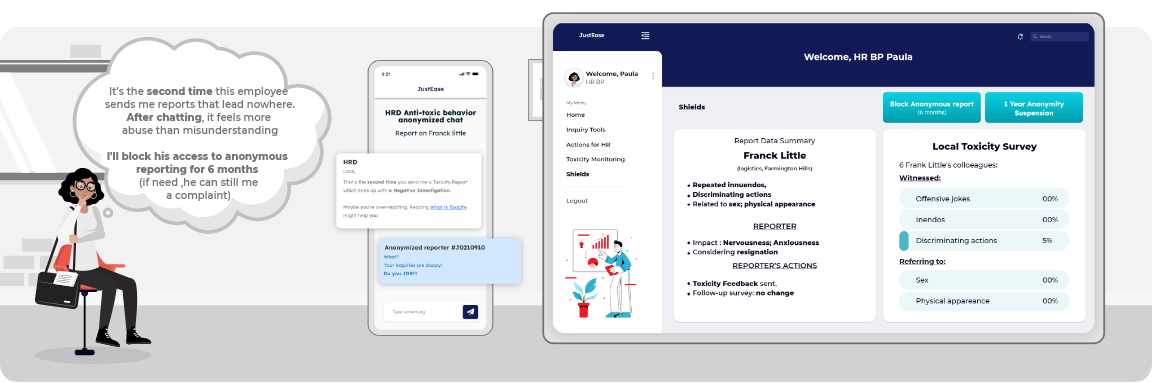 It's the second time this employee
sends me reports that lead nowhere.
After chatting, it feels more
abuse than misunderstanding
I'll block his access to anonymous
reporting for 6 months
(if need ,he can still me
a complaint)
9:21
JustEase
HRD Anti-toxic behavior
anonymized chat
Report on Franck little
HRD
Look,
That's the second time you send me a Toxicity Report
which ends up with a Negative Investigation.
Maybe you're over-reacting. Reading What is Toxicity
might help you
Anonymized reporter #J0210910
What?
Your inquiries are sloppy!
Do you JOB!!!
Type something
JustEase
Search
Welcome, HR BP Paula
Welcome, Paula
HR BP
My Menu
Home
Inquiry Tools
Actions for HR
Toxicity Monitoring
Shields
Logout
Shields
Block Anonymous report
(6 months)
1 Year Anonymity
Suspension
Report Data Summary
Franck Little
(logistics, Farmington Hills)
• Repeated innuendos,
• Discriminating actions
• Related to sex; physical appearance
REPORTER
• Impact : Nervousness; Anxiousness
• Considering resignation
REPORTER'S ACTIONS
• Toxicity Feedback sent,
• Follow-up survey: no change
Local Toxicity Survey
6 Frank Little's colleagues:
Witnessed:
Offensive jokes 00%
Inendos 00%
Discriminating actions 5%
Referring to:
Sex 00%
Physical appareance 00%